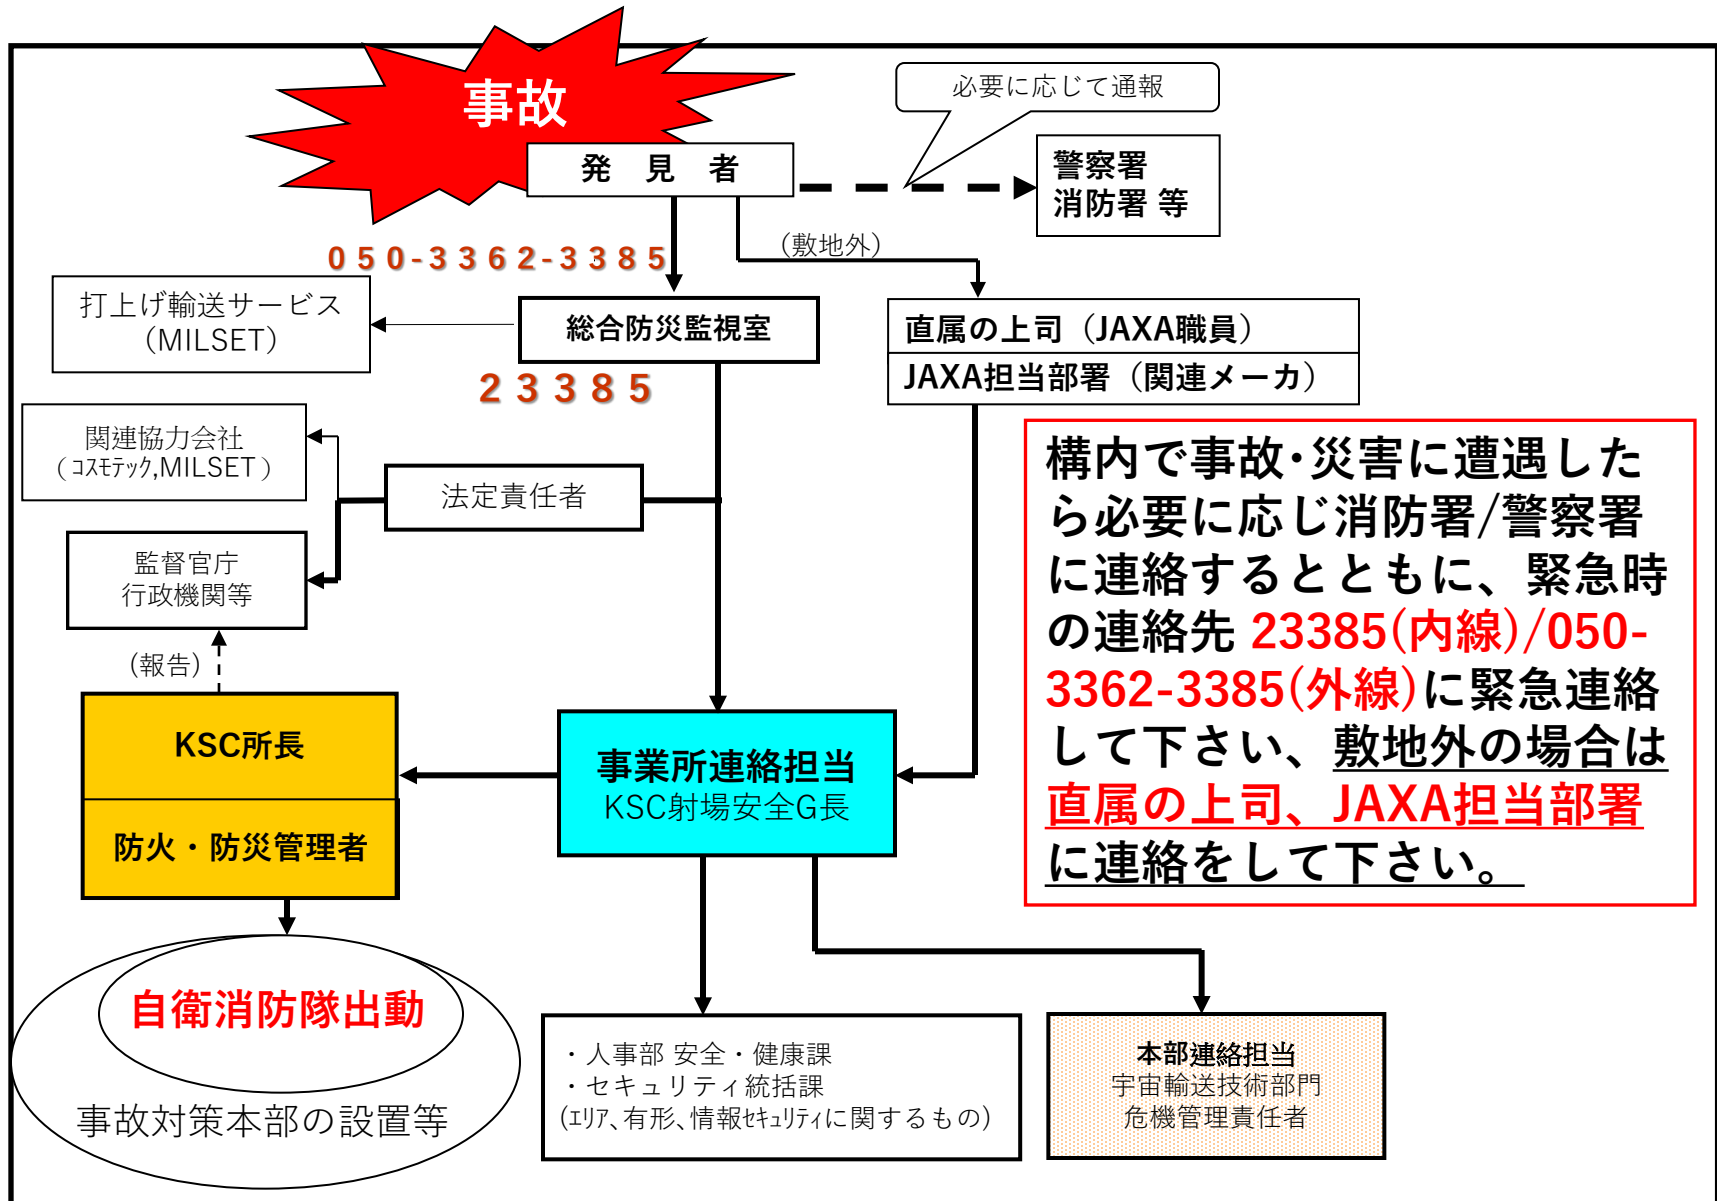 事故
必要に応じて通報
発 見 者
警察署
消防署 等
050-3362-3385
(敷地外)
打上げ輸送サービス
(MILSET)
総合防災監視室
直属の上司（JAXA職員）
JAXA担当部署（関連メーカ）
23385
関連協力会社
（ｺｽﾓﾃｯｸ,MILSET）
法定責任者
構内で事故･災害に遭遇した
ら必要に応じ消防署/警察署
に連絡するとともに、緊急時
の連絡先 23385(内線)/050-
3362-3385(外線)に緊急連絡
して下さい、敷地外の場合は
直属の上司、JAXA担当部署
に連絡をして下さい。
監督官庁
行政機関等
(報告)
KSC所長
防火・防災管理者
事業所連絡担当
KSC射場安全G長
自衛消防隊出動
事故対策本部の設置等
・人事部 安全・健康課
・セキュリティ統括課
(ｴﾘｱ、有形、情報ｾｷｭﾘﾃｨに関するもの)
本部連絡担当
宇宙輸送技術部門
危機管理責任者